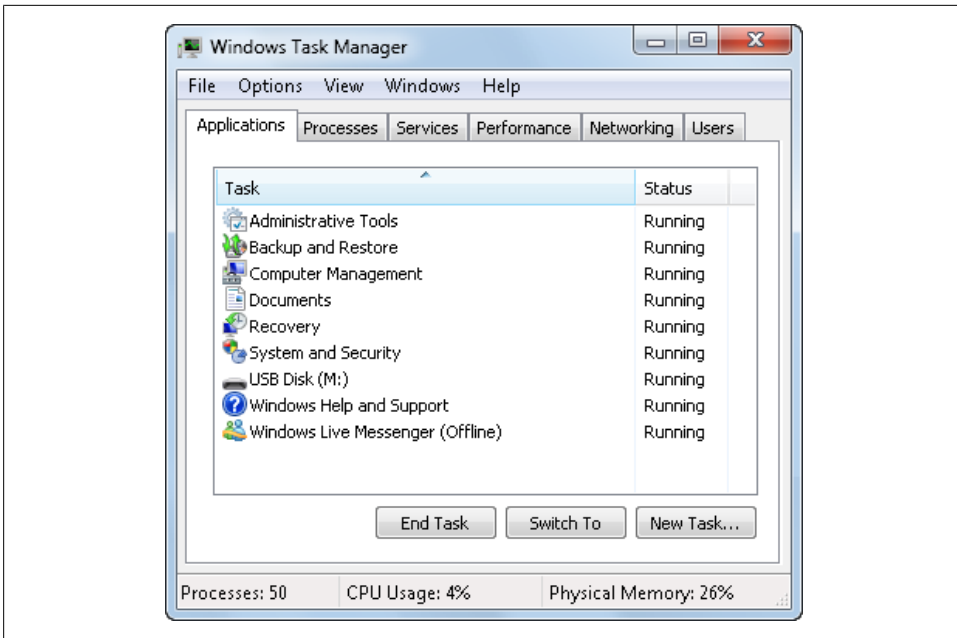 Windows Task Manager
File Options View Windows Help
Applications Processes Services Performance Networking Users
Task Status
Administrative Tools Running
Backup and Restore Running
Computer Management Running
Documents Running
Recovery Running
System and Security Running
USB Disk (M:) Running
Windows Help and Support Running
Windows Live Messenger (Offline) Running
End Task Switch To New Task...
Processes: 50 CPU Usage: 4% Physical Memory: 26%